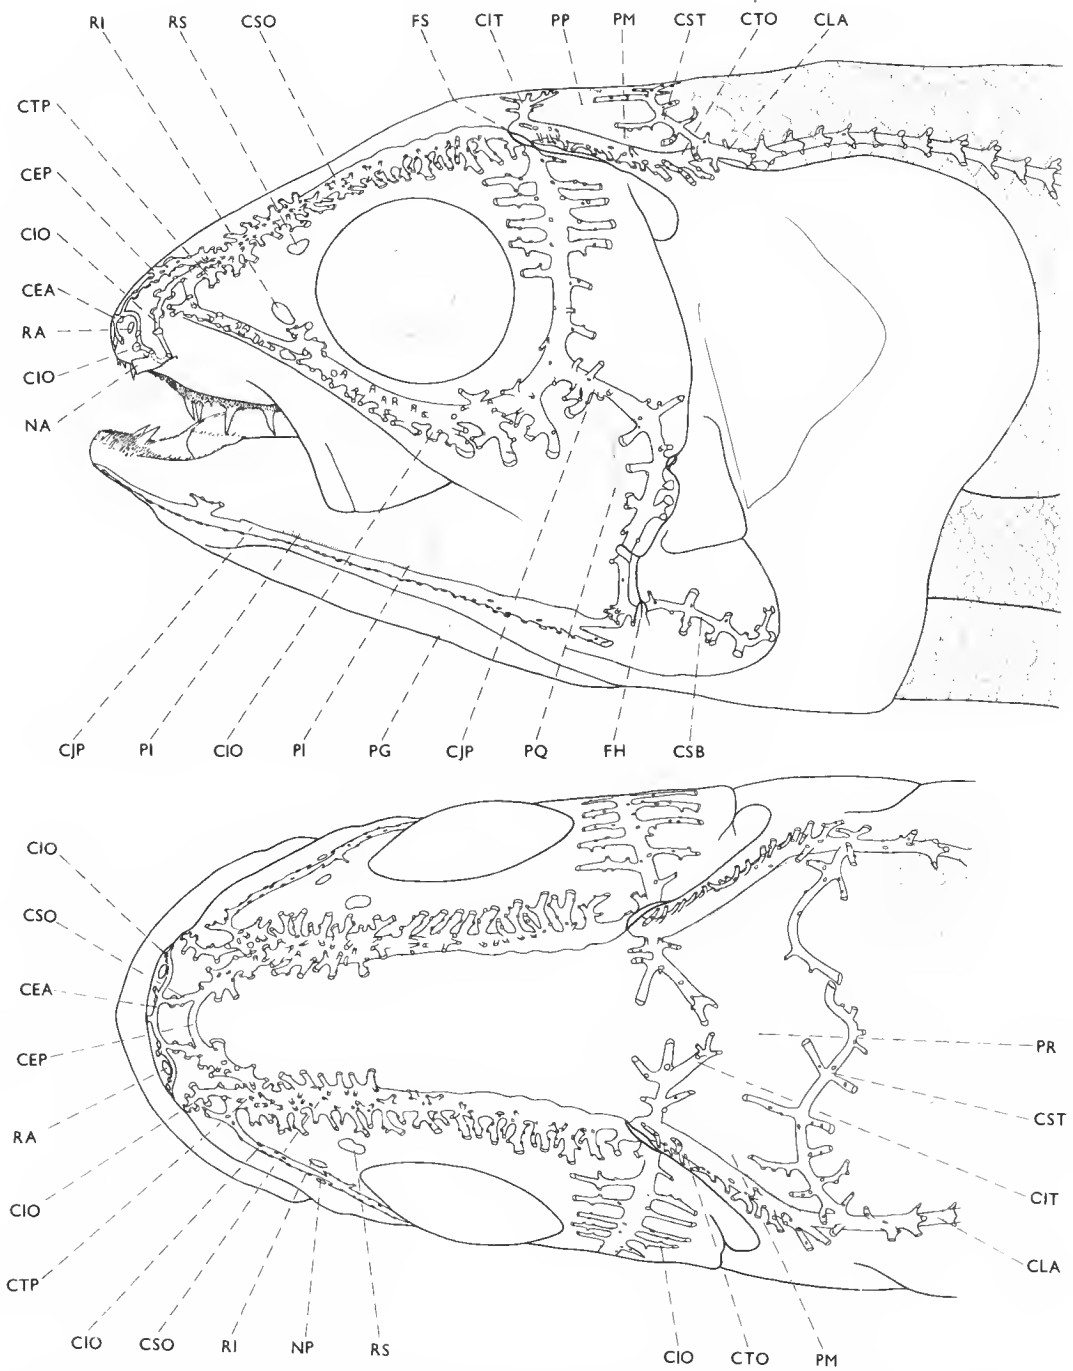 RI RS CSO FS CIT PP PM CST CTO CLA
CTP
CEP
CIO
CEA
RA
CIO
NA
CJP PI CIO PI PG CJP PQ FH CSB
CIO
CSO
CEA
CEP
PR
RA
CST
CIO
CIT
CTP
CLA
CIO CSO RI NP RS CIO CTO PM